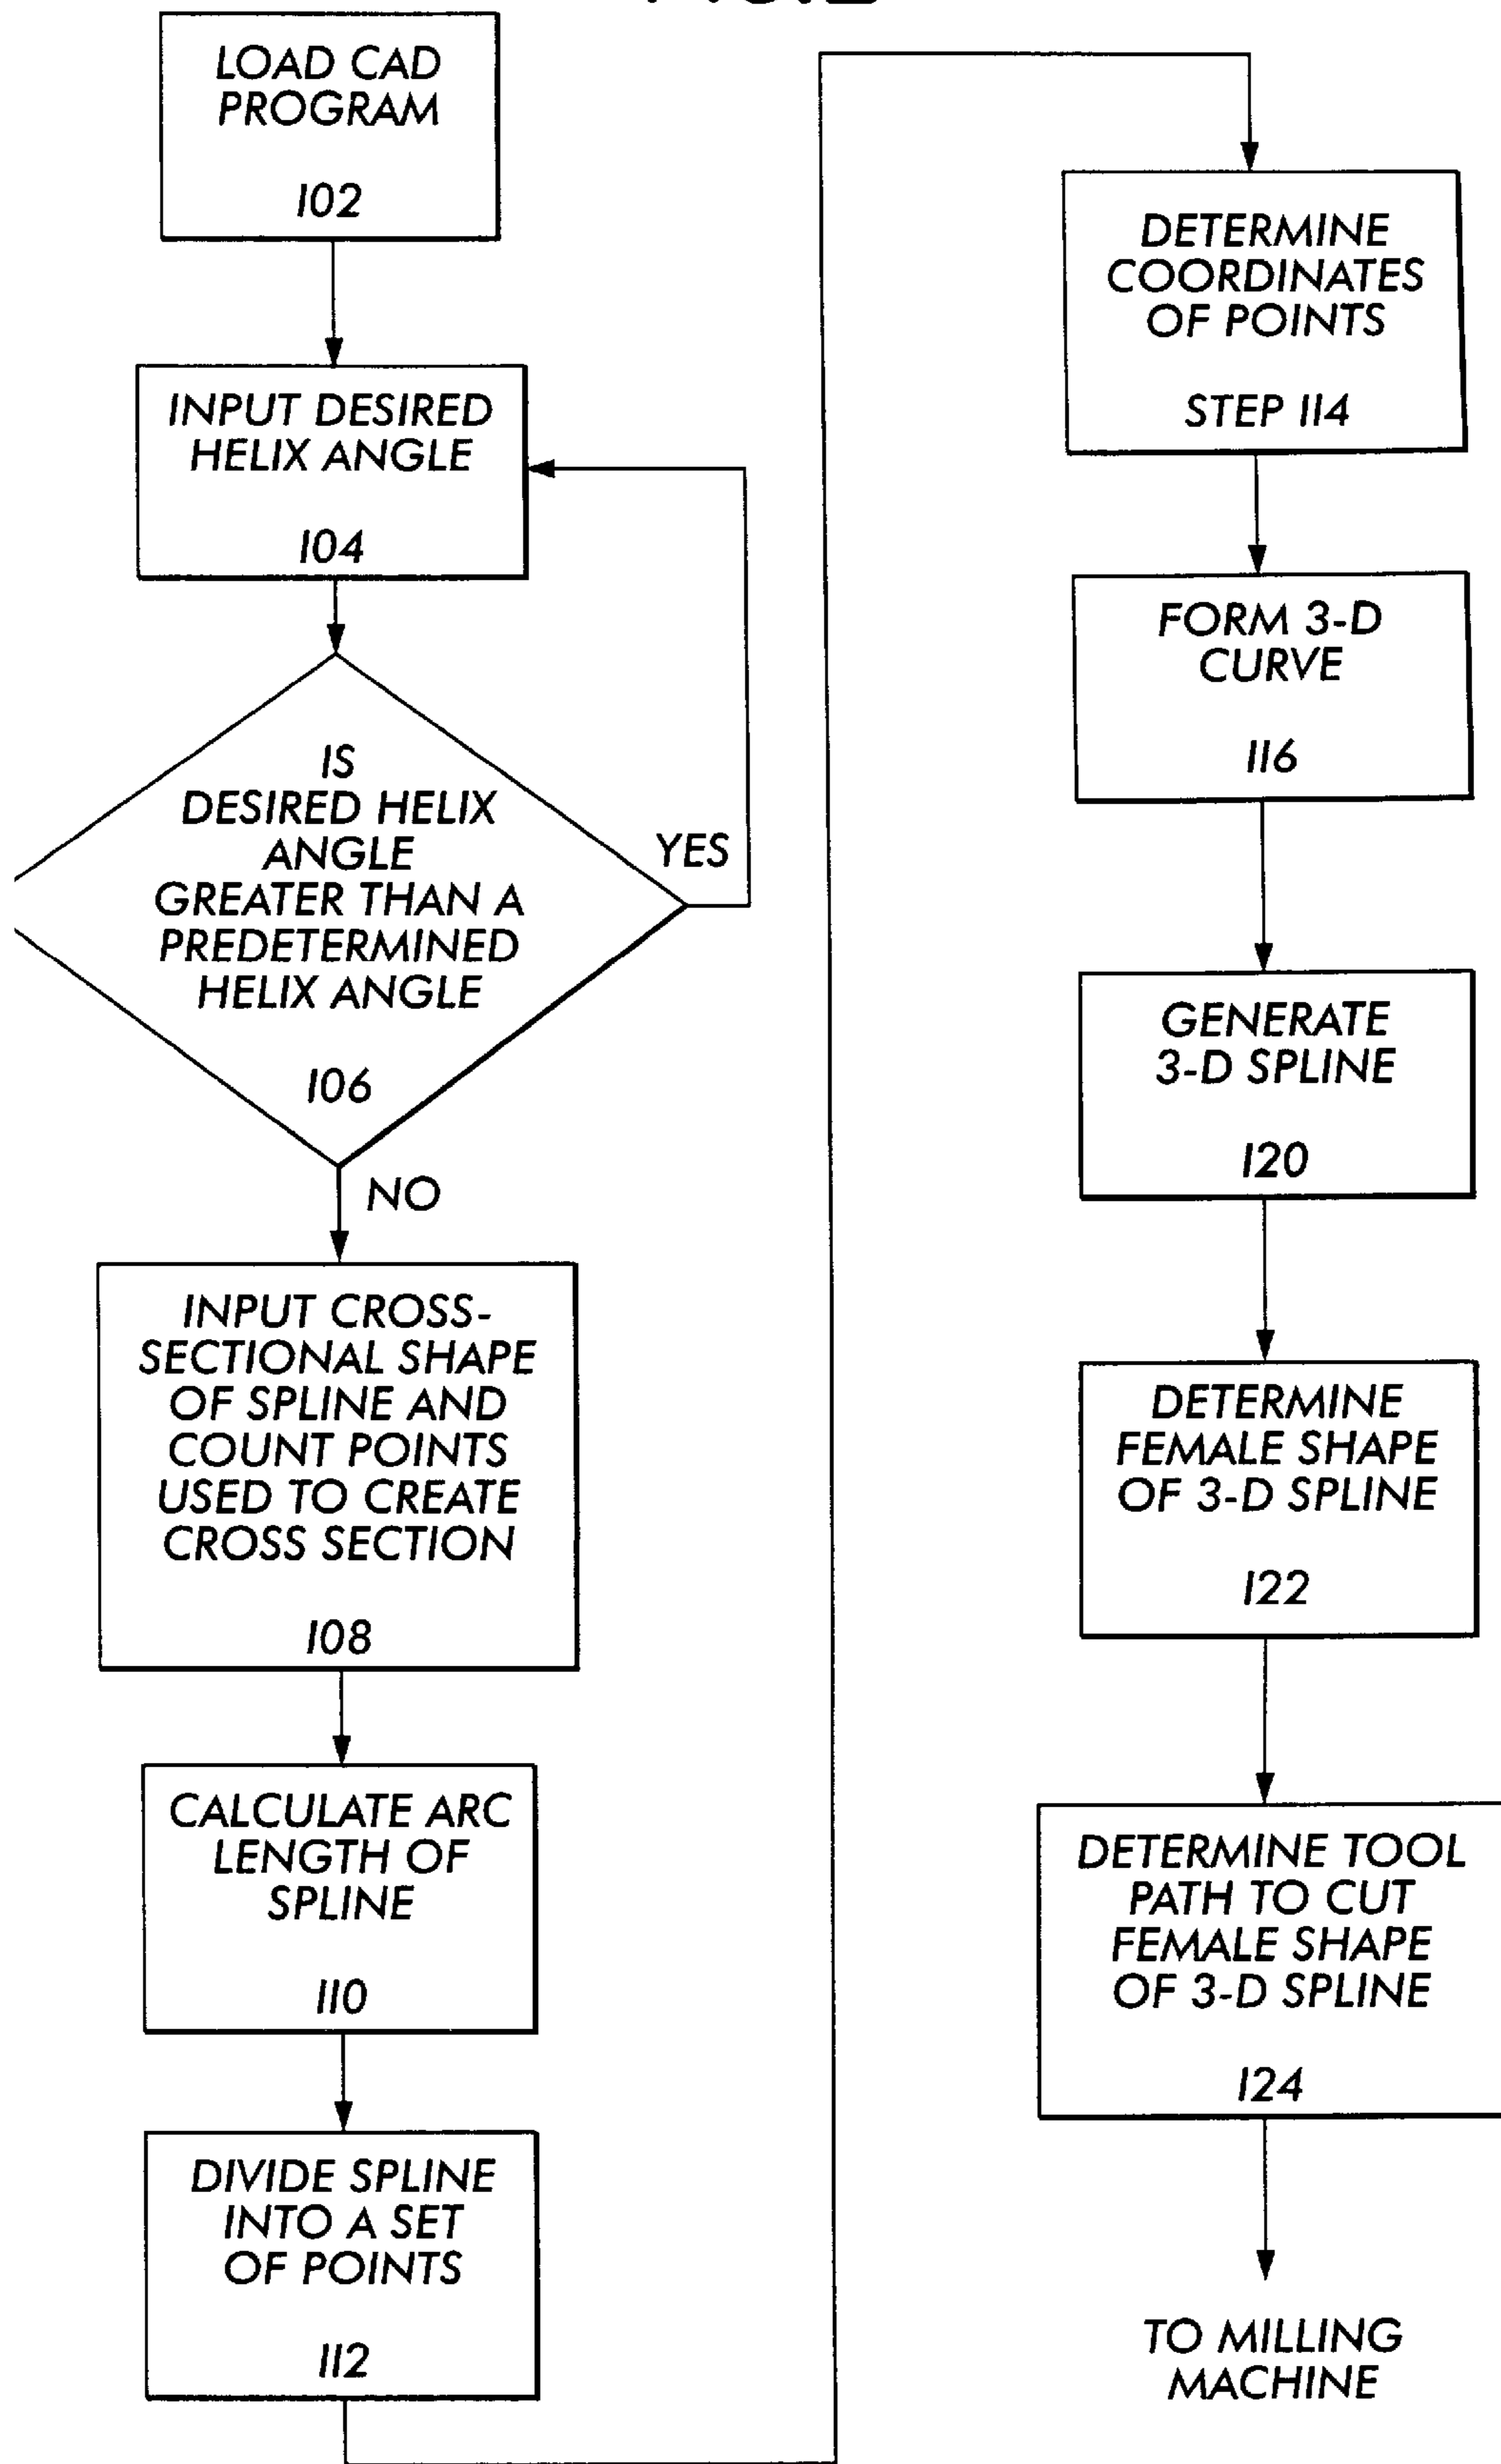 LOAD CAD
PROGRAM
102
INPUT DESIRED
HELIX ANGLE
104
IS
DESIRED HELIX
ANGLE
GREATER THAN A
PREDETERMINED
HELIX ANGLE
106
YES
NO
INPUT CROSS-
SECTIONAL SHAPE
OF SPLINE AND
COUNT POINTS
USED TO CREATE
CROSS SECTION
108
CALCULATE ARC
LENGTH OF
SPLINE
110
DIVIDE SPLINE
INTO A SET
OF POINTS
112
DETERMINE
COORDINATES
OF POINTS
STEP 114
FORM 3-D
CURVE
116
GENERATE
3-D SPLINE
120
DETERMINE
FEMALE SHAPE
OF 3-D SPLINE
122
DETERMINE TOOL
PATH TO CUT
FEMALE SHAPE
OF 3-D SPLINE
124
TO MILLING
MACHINE